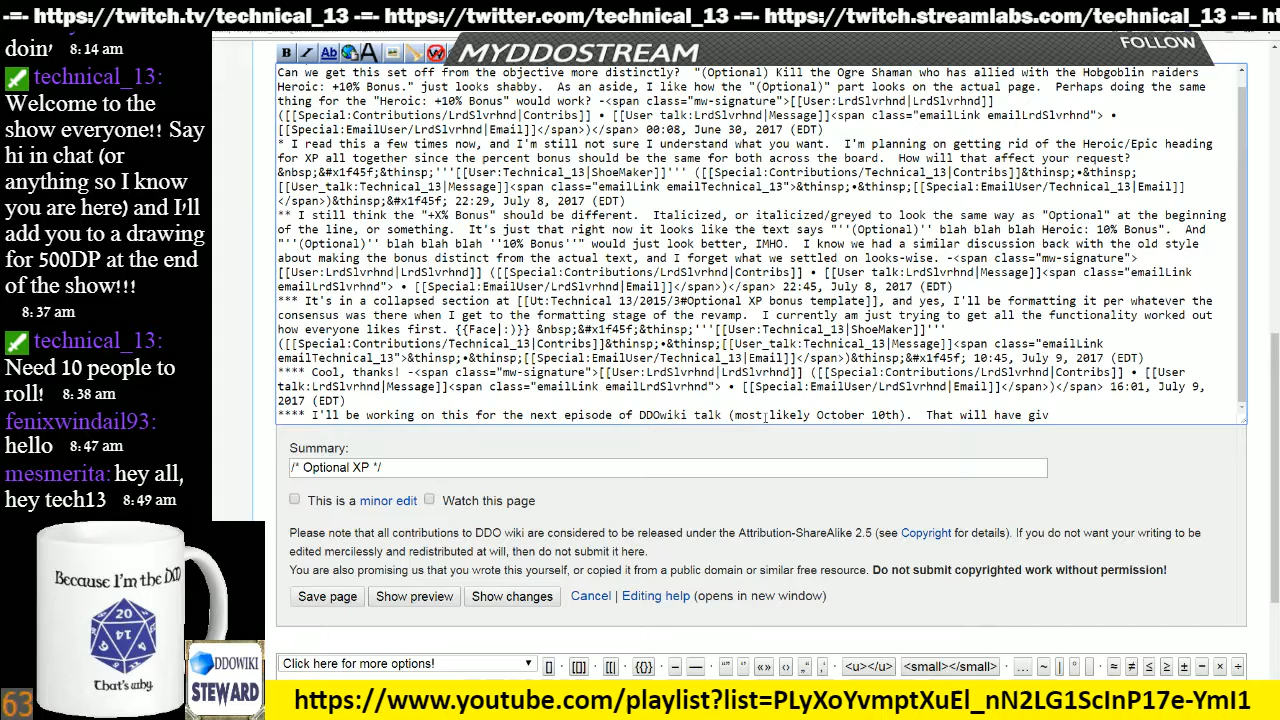 -=- https://twitch.tv/technical_13 -=- https://twitter.com/technical_13 -=- https://twitch.streamlabs.com/technical_13 -=-
doin' 8:14 am
technical_13:
Welcome to the
show everyone!! Say
hi in chat (or
anything so I know
you are here) and I'll
add you to a drawing
for 500DP at the end
of the show!!!
8:37 am
technical_13:
Need 10 people to
roll! 8:38 am
fenixwindail93:
hello 8:47 am
mesmerita: hey all,
hey tech13 8:49 am
Because I'm the DM
20
14
That's why.
DDOWIKI
STEWARD
63
MYDDOSTREAM
FOLLOW
B I Ab A W
Can we get this set off from the objective more distinctly?  "(Optional) Kill the Ogre Shaman who has allied with the Hobgoblin raiders
Heroic: +10% Bonus." just looks shabby.  As an aside, I like how the "(Optional)" part looks on the actual page.  Perhaps doing the same
thing for the "Heroic: +10% Bonus" would work? -<span class="mw-signature">[[User:LrdSlvrhnd|LrdSlvrhnd]]
([[Special:Contributions/LrdSlvrhnd|Contribs]] • [[User talk:LrdSlvrhnd|Message]]<span class="emailLink emailLrdSlvrhnd"> •
[[Special:EmailUser/LrdSlvrhnd|Email]]</span>)</span> 00:08, June 30, 2017 (EDT)
* I read this a few times now, and I'm still not sure I understand what you want.  I'm planning on getting rid of the Heroic/Epic heading
for XP all together since the percent bonus should be the same for both across the board.  How will that affect your request?
&nbsp;&#x1f45f;&thinsp;'''[[User:Technical_13|ShoeMaker]]''' ([[Special:Contributions/Technical_13|Contribs]]&thinsp;•&thinsp;
[[User_talk:Technical_13|Message]]<span class="emailLink emailTechnical_13">&thinsp;•&thinsp;[[Special:EmailUser/Technical_13|Email]]
</span>)&thinsp;&#x1f45f; 22:29, July 8, 2017 (EDT)
** I still think the "+X% Bonus" should be different.  Italicized, or italicized/greyed to look the same way as "Optional" at the beginning
of the line, or something.  It's just that right now it looks like the text says "''(Optional)'' blah blah blah Heroic: 10% Bonus".  And
"''(Optional)'' blah blah blah ''10% Bonus''" would just look better, IMHO.  I know we had a similar discussion back with the old style
about making the bonus distinct from the actual text, and I forget what we settled on looks-wise. -<span class="mw-signature">
[[User:LrdSlvrhnd|LrdSlvrhnd]] ([[Special:Contributions/LrdSlvrhnd|Contribs]] • [[User talk:LrdSlvrhnd|Message]]<span class="emailLink
emailLrdSlvrhnd"> • [[Special:EmailUser/LrdSlvrhnd|Email]]</span>)</span> 22:45, July 8, 2017 (EDT)
*** It's in a collapsed section at [[Ut:Technical 13/2015/3#Optional XP bonus template]], and yes, I'll be formatting it per whatever the
consensus was there when I get to the formatting stage of the revamp.  I currently am just trying to get all the functionality worked out
how everyone likes first. {{Face|:)}} &nbsp;&#x1f45f;&thinsp;'''[[User:Technical_13|ShoeMaker]]'''
([[Special:Contributions/Technical_13|Contribs]]&thinsp;•&thinsp;[[User_talk:Technical_13|Message]]<span class="emailLink
emailTechnical_13">&thinsp;•&thinsp;[[Special:EmailUser/Technical_13|Email]]</span>)&thinsp;&#x1f45f; 10:45, July 9, 2017 (EDT)
**** Cool, thanks! -<span class="mw-signature">[[User:LrdSlvrhnd|LrdSlvrhnd]] ([[Special:Contributions/LrdSlvrhnd|Contribs]] • [[User
talk:LrdSlvrhnd|Message]]<span class="emailLink emailLrdSlvrhnd"> • [[Special:EmailUser/LrdSlvrhnd|Email]]</span>)</span> 16:01, July 9,
2017 (EDT)
**** I'll be working on this for the next episode of DDOwiki talk (most likely October 10th).  That will have giv
Summary:
/* Optional XP */
This is a minor edit Watch this page
Please note that all contributions to DDO wiki are considered to be released under the Attribution-ShareAlike 2.5 (see Copyright for details). If you do not want your writing to be
edited mercilessly and redistributed at will, then do not submit it here.
You are also promising us that you wrote this yourself, or copied it from a public domain or similar free resource. Do not submit copyrighted work without permission!
Save page Show preview Show changes Cancel | Editing help (opens in new window)
Click here for more options! [] · [[]] · [[| · {{}} · – — · “” ‘’ «» ‹› „“ ‚‘ · <u></u> · <small></small> · … ~ | ° · ≈ ≠ ≤ ≥ ± − × ÷
https://www.youtube.com/playlist?list=PLyXoYvmptXuEl_nN2LG1ScInP17e-YmI1